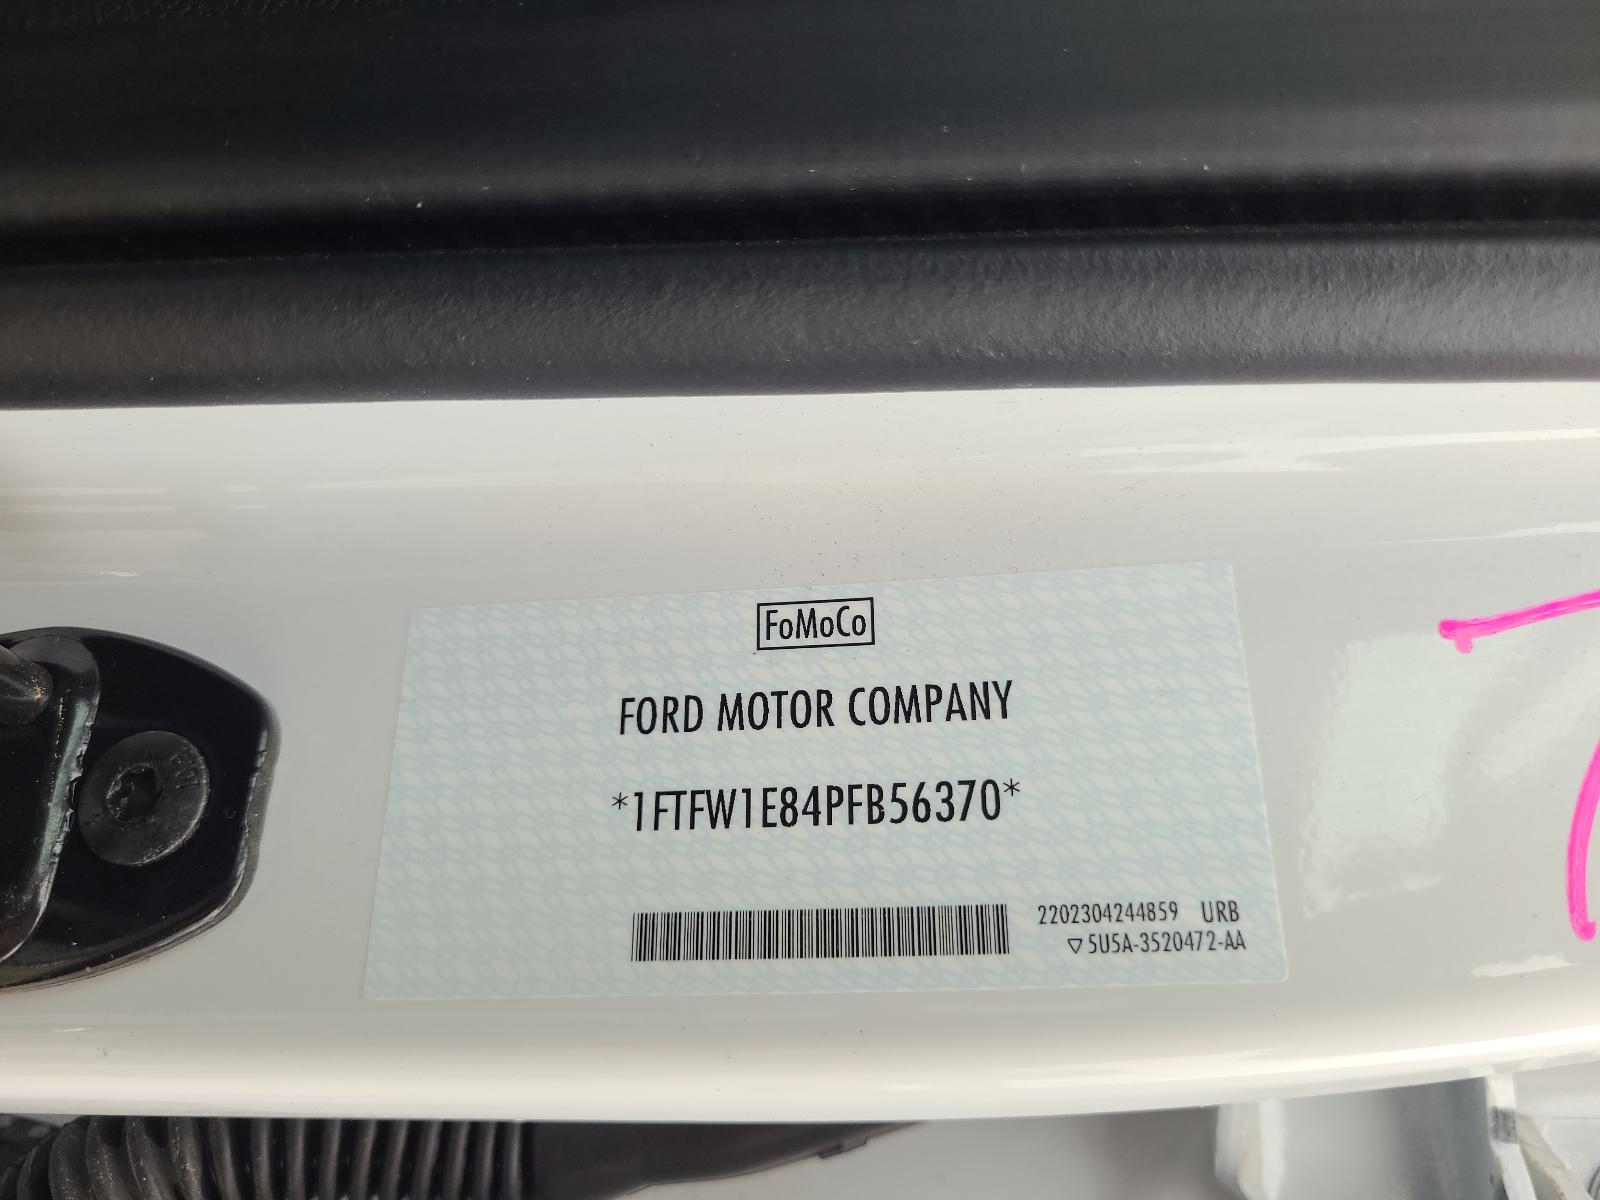 FoMoCo
FORD MOTOR COMPANY
*1FTFW1E84PFB56370*
2202304244859 URB
▽5U5A-3520472-AA